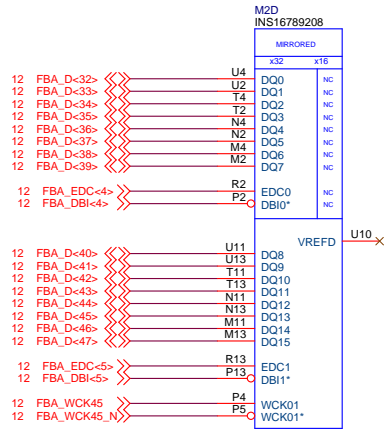 M2D
INS16789208
MIRRORED
x32 x16
12 FBA_D<32> U4 DQ0 NC
12 FBA_D<33> U2 DQ1 NC
12 FBA_D<34> T4 DQ2 NC
12 FBA_D<35> T2 DQ3 NC
12 FBA_D<36> N4 DQ4 NC
12 FBA_D<37> N2 DQ5 NC
12 FBA_D<38> M4 DQ6 NC
12 FBA_D<39> M2 DQ7 NC
12 FBA_EDC<4> R2 EDC0 NC
12 FBA_DBI<4> P2 DBI0* NC
VREFD U10
12 FBA_D<40> U11 DQ8
12 FBA_D<41> U13 DQ9
12 FBA_D<42> T11 DQ10
12 FBA_D<43> T13 DQ11
12 FBA_D<44> N11 DQ12
12 FBA_D<45> N13 DQ13
12 FBA_D<46> M11 DQ14
12 FBA_D<47> M13 DQ15
12 FBA_EDC<5> R13 EDC1
12 FBA_DBI<5> P13 DBI1*
12 FBA_WCK45 P4 WCK01
12 FBA_WCK45_N P5 WCK01*